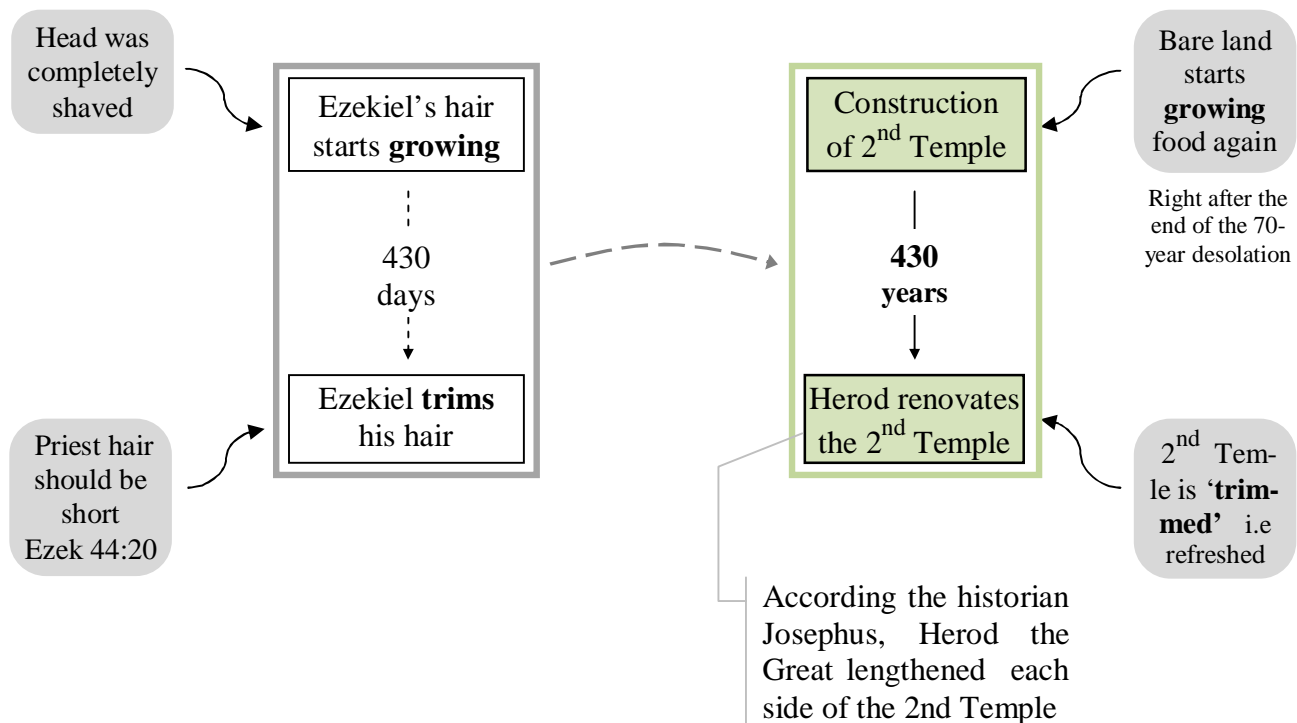 Head was
completely
shaved
Ezekiel’s hair
starts growing
430
days
Ezekiel trims
his hair
Priest hair
should be
short
Ezek 44:20
Construction
of 2nd Temple
430
years
Herod renovates
the 2nd Temple
Bare land
starts
growing
food again
Right after the
end of the 70-
year desolation
2nd Tem-
le is ‘trim-
med’ i.e
refreshed
According the historian
Josephus, Herod the
Great lengthened each
side of the 2nd Temple